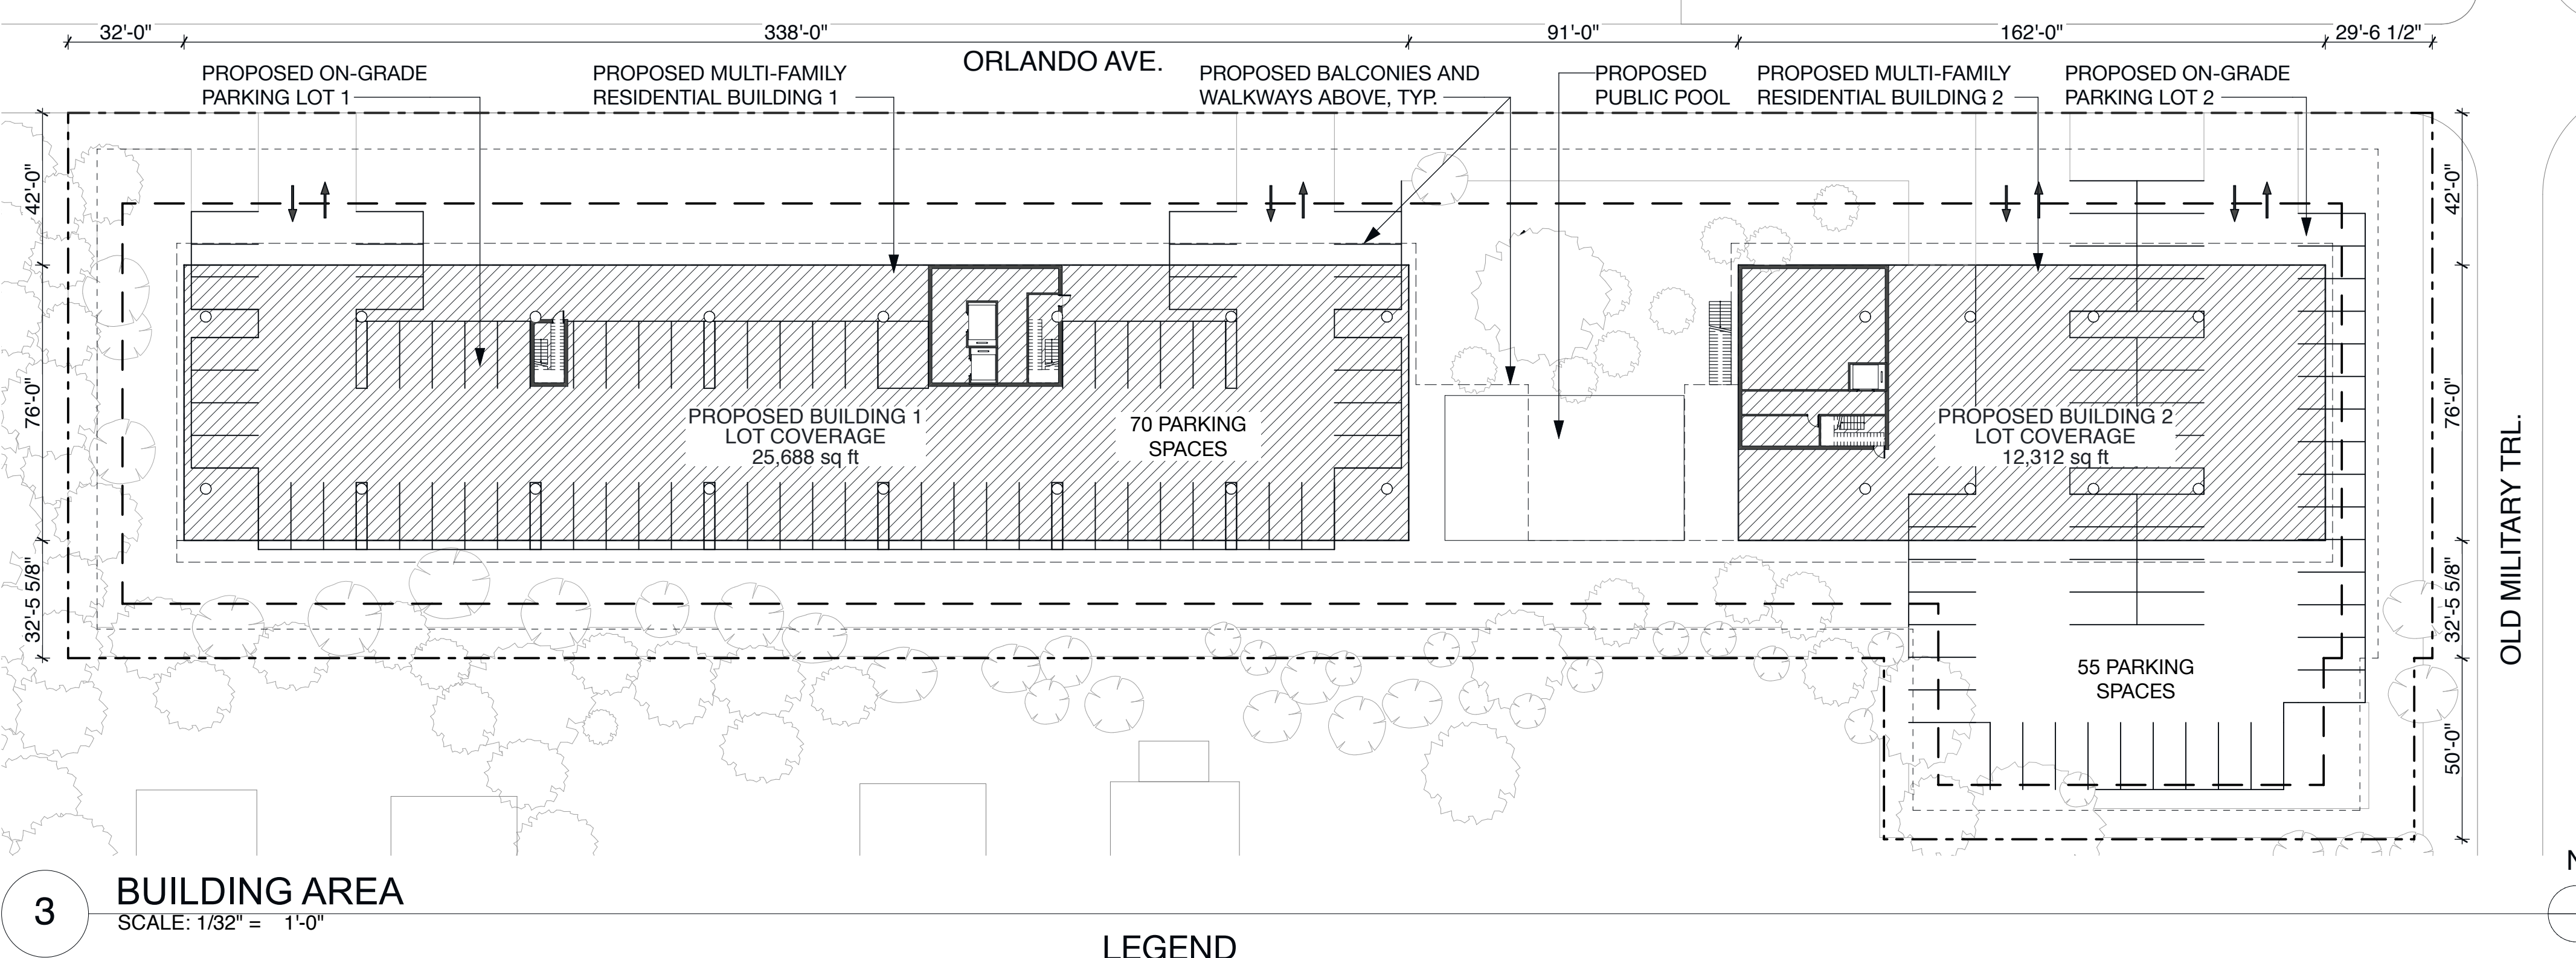 32'-0"
338'-0"
91'-0"
162'-0"
29'-6 1/2"
ORLANDO AVE.
PROPOSED ON-GRADE
PARKING LOT 1
PROPOSED MULTI-FAMILY
RESIDENTIAL BUILDING 1
PROPOSED BALCONIES AND
WALKWAYS ABOVE, TYP.
PROPOSED
PUBLIC POOL
PROPOSED MULTI-FAMILY
RESIDENTIAL BUILDING 2
PROPOSED ON-GRADE
PARKING LOT 2
42'-0"
76'-0"
32'-5 5/8"
PROPOSED BUILDING 1
LOT COVERAGE
25,688 sq ft
70 PARKING
SPACES
PROPOSED BUILDING 2
LOT COVERAGE
12,312 sq ft
55 PARKING
SPACES
42'-0"
76'-0"
32'-5 5/8"
50'-0"
OLD MILITARY TRL.
3
BUILDING AREA
SCALE: 1/32" = 1'-0"
LEGEND